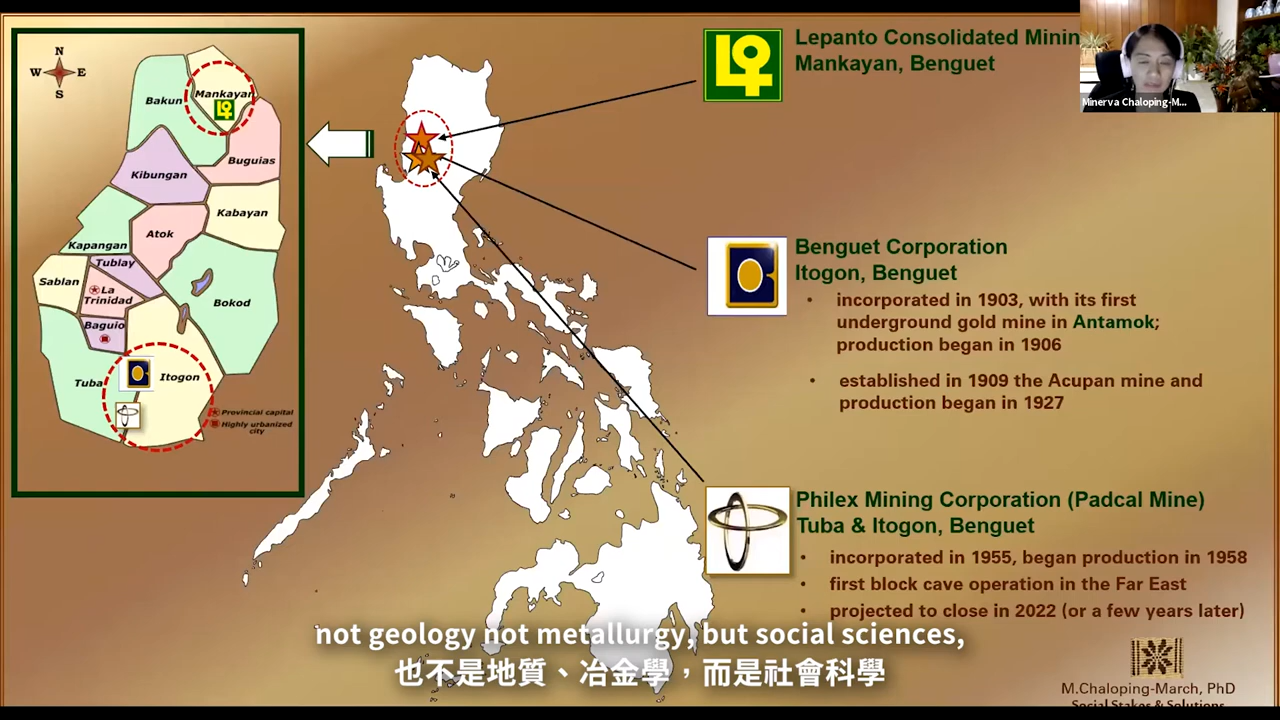 N
W
E
S
Bakun
Mankayan
Buguias
Kibungan
Kabayan
Atok
Kapangan
Tublay
Sablan
La
Trinidad
Bokod
Baguio
Tuba
Itogon
Provincial capital
Highly urbanized
city
Lepanto Consolidated Minin
Mankayan, Benguet
Minerva Chaloping-M...
Benguet Corporation
Itogon, Benguet
• incorporated in 1903, with its first
underground gold mine in Antamok;
production began in 1906
• established in 1909 the Acupan mine and
production began in 1927
Philex Mining Corporation (Padcal Mine)
Tuba & Itogon, Benguet
• incorporated in 1955, began production in 1958
• first block cave operation in the Far East
• projected to close in 2022 (or a few years later)
not geology not metallurgy, but social sciences,
也不是地質、冶金學，而是社會科學
M.Chaloping-March, PhD
Social Stakes & Solutions